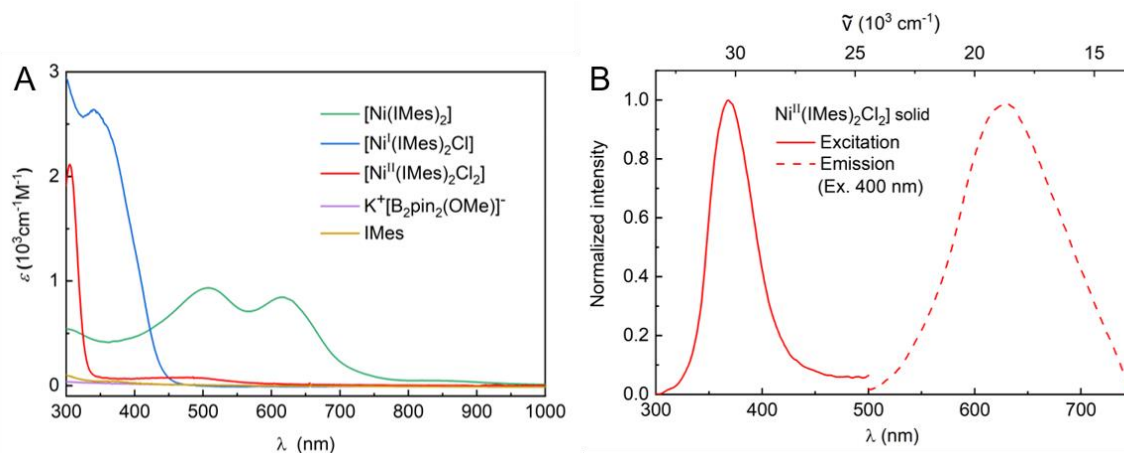 A
ε (10³cm⁻¹M⁻¹)
3
2
1
0
[Ni(IMes)₂]
[Niᴵ(IMes)₂Cl]
[Niᴵᴵ(IMes)₂Cl₂]
K⁺[B₂pin₂(OMe)]⁻
IMes
300 400 500 600 700 800 900 1000
λ (nm)
B
ṽ (10³ cm⁻¹)
30 25 20 15
Normalized intensity
1.0
0.8
0.6
0.4
0.2
0.0
Niᴵᴵ(IMes)₂Cl₂] solid
Excitation
Emission
(Ex. 400 nm)
300 400 500 600 700
λ (nm)